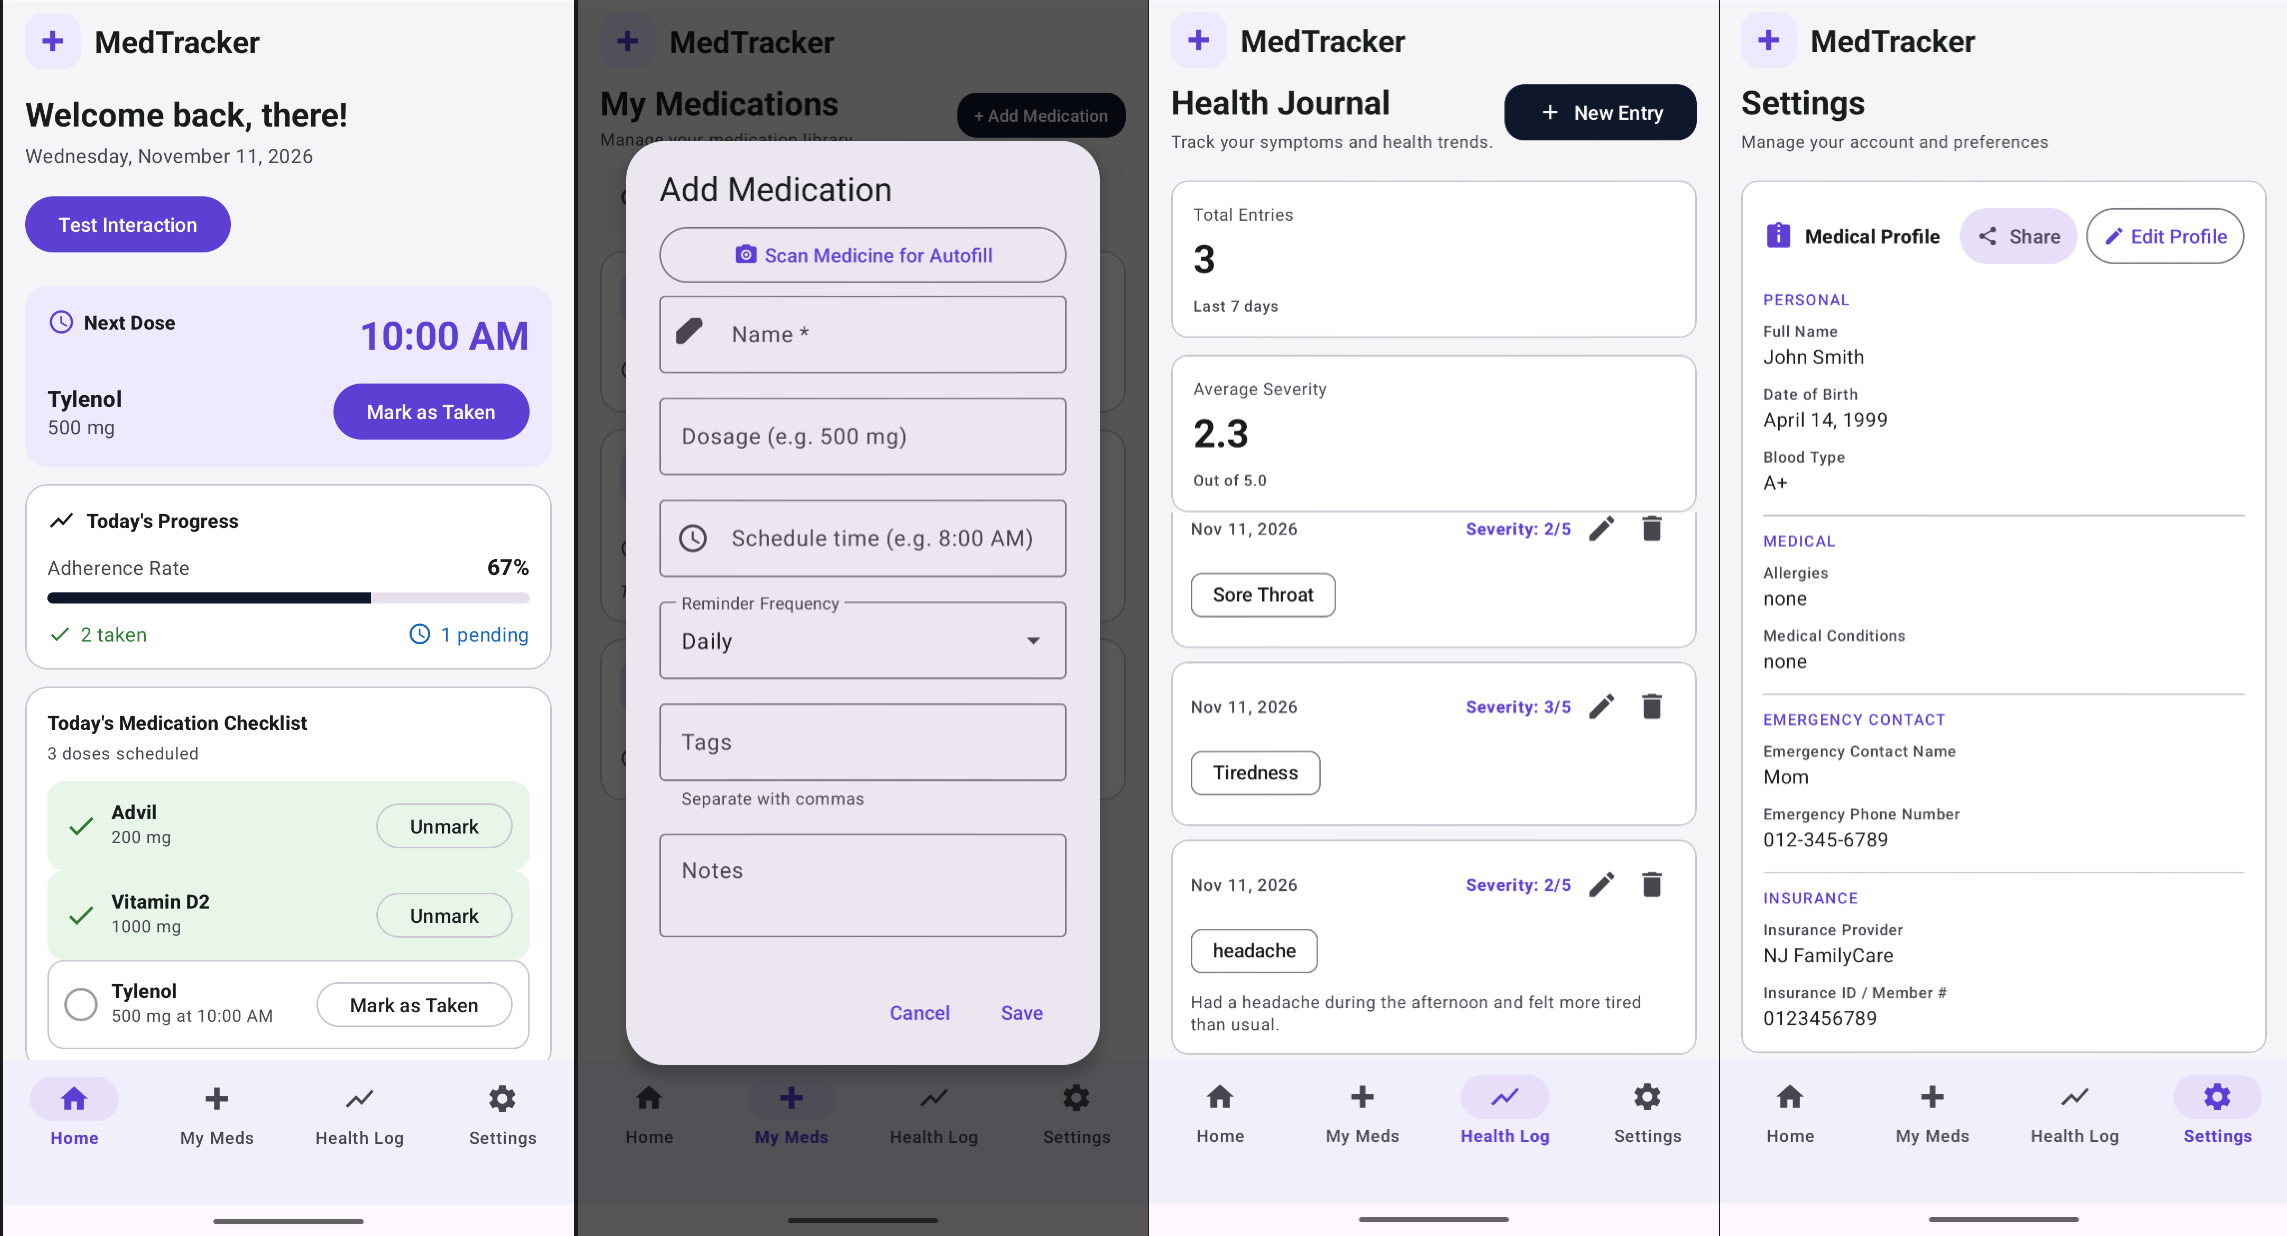 MedTracker
Welcome back, there!
Wednesday, November 11, 2026
Test Interaction
Next Dose
10:00 AM
Tylenol
500 mg
Mark as Taken
Today's Progress
Adherence Rate
67%
2 taken
1 pending
Today's Medication Checklist
3 doses scheduled
Advil
200 mg
Unmark
Vitamin D2
1000 mg
Unmark
Tylenol
500 mg at 10:00 AM
Mark as Taken
Home
My Meds
Health Log
Settings
MedTracker
My Medications
+ Add Medication
Manage your medication library
Add Medication
Scan Medicine for Autofill
Name *
Dosage (e.g. 500 mg)
Schedule time (e.g. 8:00 AM)
Reminder Frequency
Daily
Tags
Separate with commas
Notes
Cancel
Save
Home
My Meds
Health Log
Settings
MedTracker
Health Journal
Track your symptoms and health trends.
+ New Entry
Total Entries
3
Last 7 days
Average Severity
2.3
Out of 5.0
Nov 11, 2026
Severity: 2/5
Sore Throat
Nov 11, 2026
Severity: 3/5
Tiredness
Nov 11, 2026
Severity: 2/5
headache
Had a headache during the afternoon and felt more tired
than usual.
Home
My Meds
Health Log
Settings
MedTracker
Settings
Manage your account and preferences
Medical Profile
Share
Edit Profile
PERSONAL
Full Name
John Smith
Date of Birth
April 14, 1999
Blood Type
A+
MEDICAL
Allergies
none
Medical Conditions
none
EMERGENCY CONTACT
Emergency Contact Name
Mom
Emergency Phone Number
012-345-6789
INSURANCE
Insurance Provider
NJ FamilyCare
Insurance ID / Member #
0123456789
Home
My Meds
Health Log
Settings